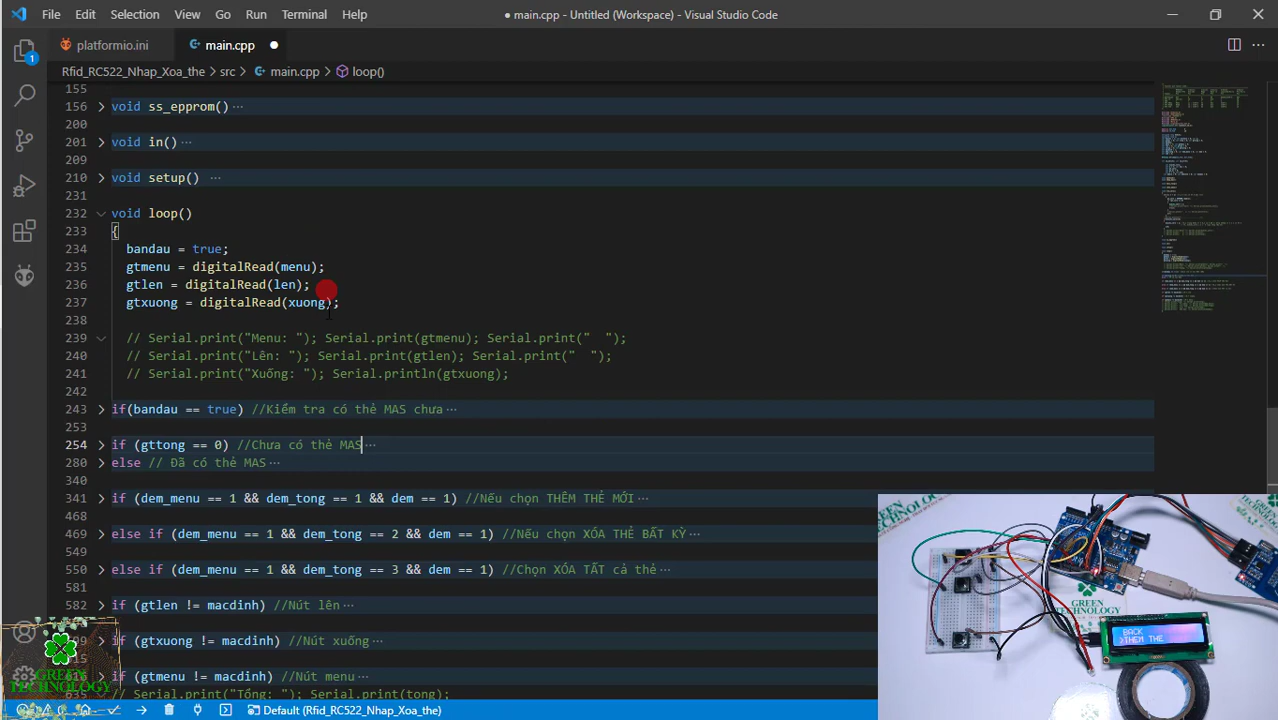 File Edit Selection View Go Run Terminal Help
● main.cpp - Untitled (Workspace) - Visual Studio Code
platformio.ini
main.cpp ●
1
Rfid_RC522_Nhap_Xoa_the > src > main.cpp > loop()
155
156 void ss_epprom() ...
200
201 void in() ...
209
210 void setup() ...
231
232 void loop()
233 {
234 bandau = true;
235 gtmenu = digitalRead(menu);
236 gtlen = digitalRead(len);
237 gtxuong = digitalRead(xuong);
238
239 // Serial.print("Menu: "); Serial.print(gtmenu); Serial.print("  ");
240 // Serial.print("Lên: "); Serial.print(gtlen); Serial.print("  ");
241 // Serial.print("Xuống: "); Serial.println(gtxuong);
242
243 if(bandau == true) //Kiểm tra có thẻ MAS chưa ...
253
254 if (gttong == 0) //Chưa có thẻ MAS ...
280 else // Đã có thẻ MAS ...
340
341 if (dem_menu == 1 && dem_tong == 1 && dem == 1) //Nếu chọn THÊM THẺ MỚI ...
468
469 else if (dem_menu == 1 && dem_tong == 2 && dem == 1) //Nếu chọn XÓA THẺ BẤT KỲ ...
549
550 else if (dem_menu == 1 && dem_tong == 3 && dem == 1) //Chọn XÓA TẤT cả thẻ ...
581
582 if (gtlen != macdinh) //Nút lên ...
if (gtxuong != macdinh) //Nút xuống ...
if (gtmenu != macdinh) //Nút menu ...
// Serial.print("Tổng: "); Serial.print(tong);
GREEN
TECHNOLOGY
Default (Rfid_RC522_Nhap_Xoa_the)
GREEN
TECHNOLOGY
BACK
>THEM THE